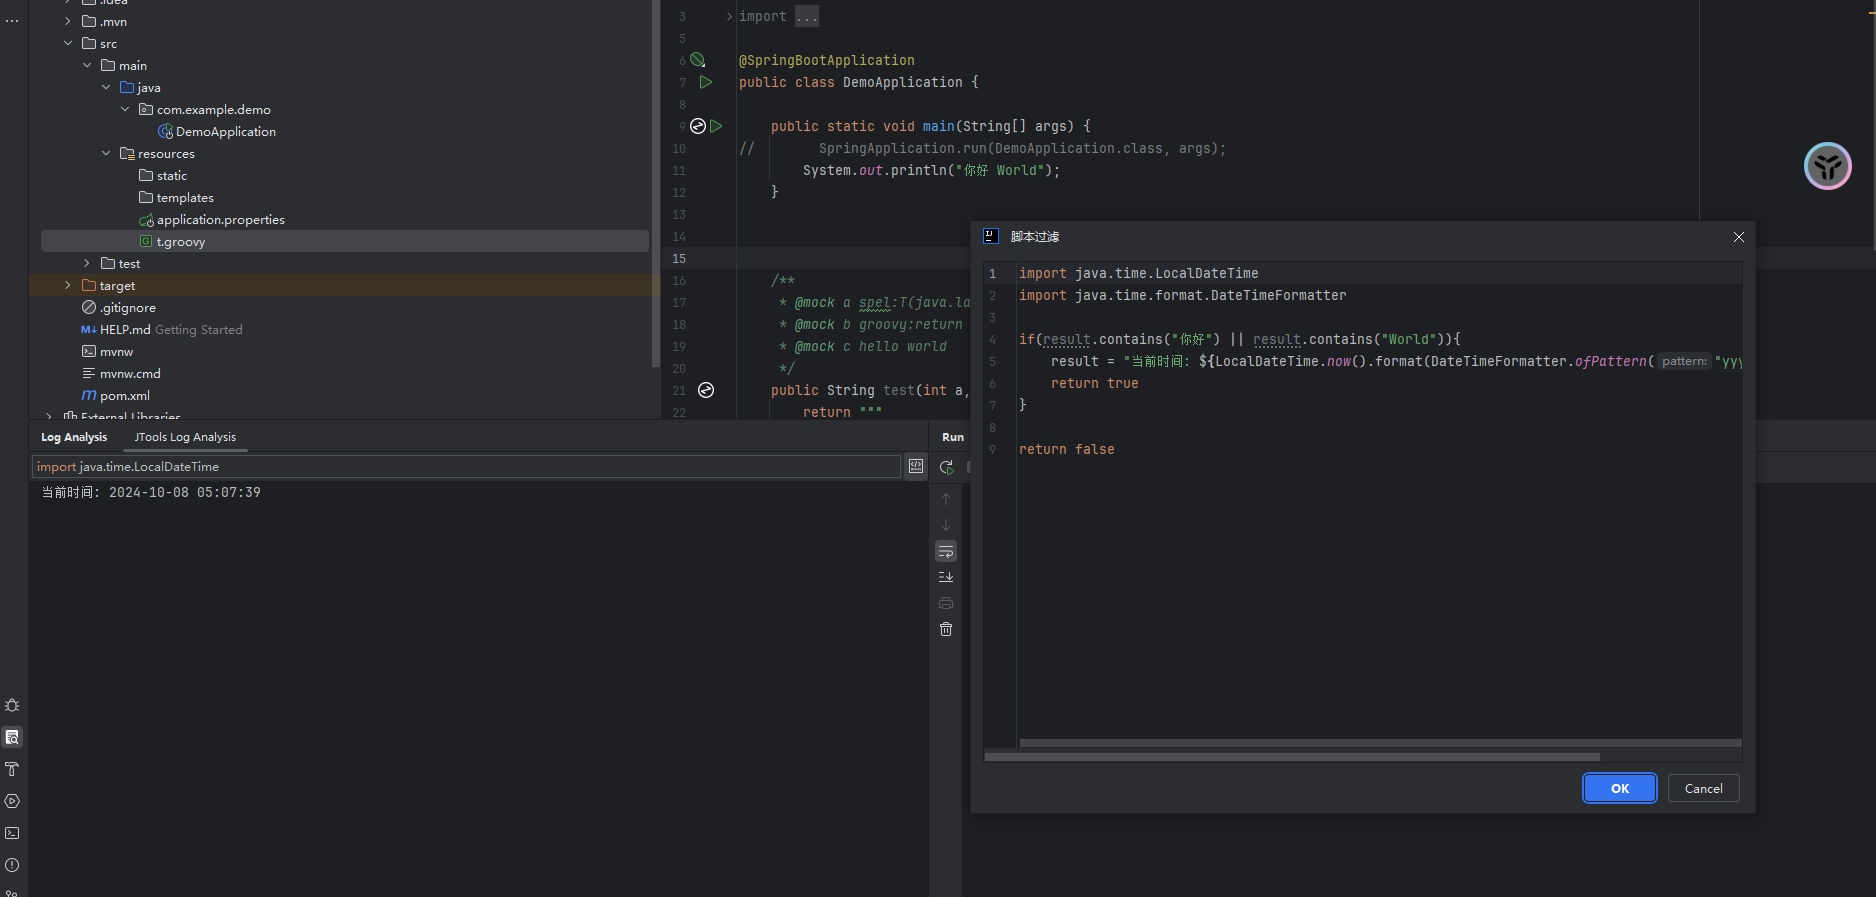 .idea
.mvn
src
main
java
com.example.demo
DemoApplication
resources
static
templates
application.properties
t.groovy
test
target
.gitignore
HELP.md Getting Started
mvnw
mvnw.cmd
pom.xml
External Libraries
3 import ...
5
6 @SpringBootApplication
7 public class DemoApplication {
8
9 public static void main(String[] args) {
10 // SpringApplication.run(DemoApplication.class, args);
11 System.out.println("你好 World");
12 }
13
14
15
16 /**
17 * @mock a spel:T(java.la
18 * @mock b groovy:return
19 * @mock c hello world
20 */
21 public String test(int a,
22 return """
脚本过滤
1 import java.time.LocalDateTime
2 import java.time.format.DateTimeFormatter
3
4 if(result.contains("你好") || result.contains("World")){
5 result = "当前时间: ${LocalDateTime.now().format(DateTimeFormatter.ofPattern( pattern: "yyy
6 return true
7 }
8
9 return false
OK Cancel
Log Analysis JTools Log Analysis
import java.time.LocalDateTime
当前时间: 2024-10-08 05:07:39
Run